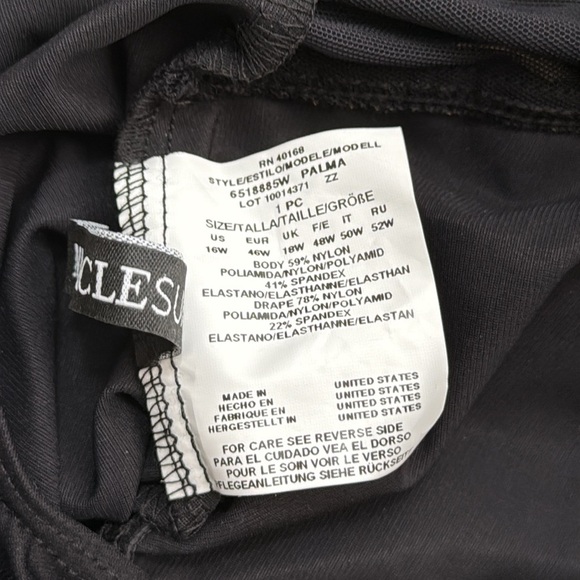 CLESU
RN 40168
STYLE/ESTILO/MODELE/MODELL
6518885W PALMA
LOT 10014371 ZZ
1 PC
SIZE/TALLA/TAILLE/GRÖßE
US EUR UK F/E IT RU
16W 46W 18W 48W 50W 52W
BODY 59% NYLON
POLIAMIDA/NYLON/POLYAMID
41% SPANDEX
ELASTANO/ELASTHANNE/ELASTHAN
DRAPE 78% NYLON
POLIAMIDA/NYLON/POLYAMID
22% SPANDEX
ELASTANO/ELASTHANNE/ELASTAN
MADE IN UNITED STATES
HECHO EN UNITED STATES
FABRIQUE EN UNITED STATES
HERGESTELLT IN UNITED STATES
FOR CARE SEE REVERSE SIDE
PARA EL CUIDADO VEA EL DORSO
POUR LE SOIN VOIR LE VERSO
PFLEGEANLEITUNG SIEHE RÜCKSEIT